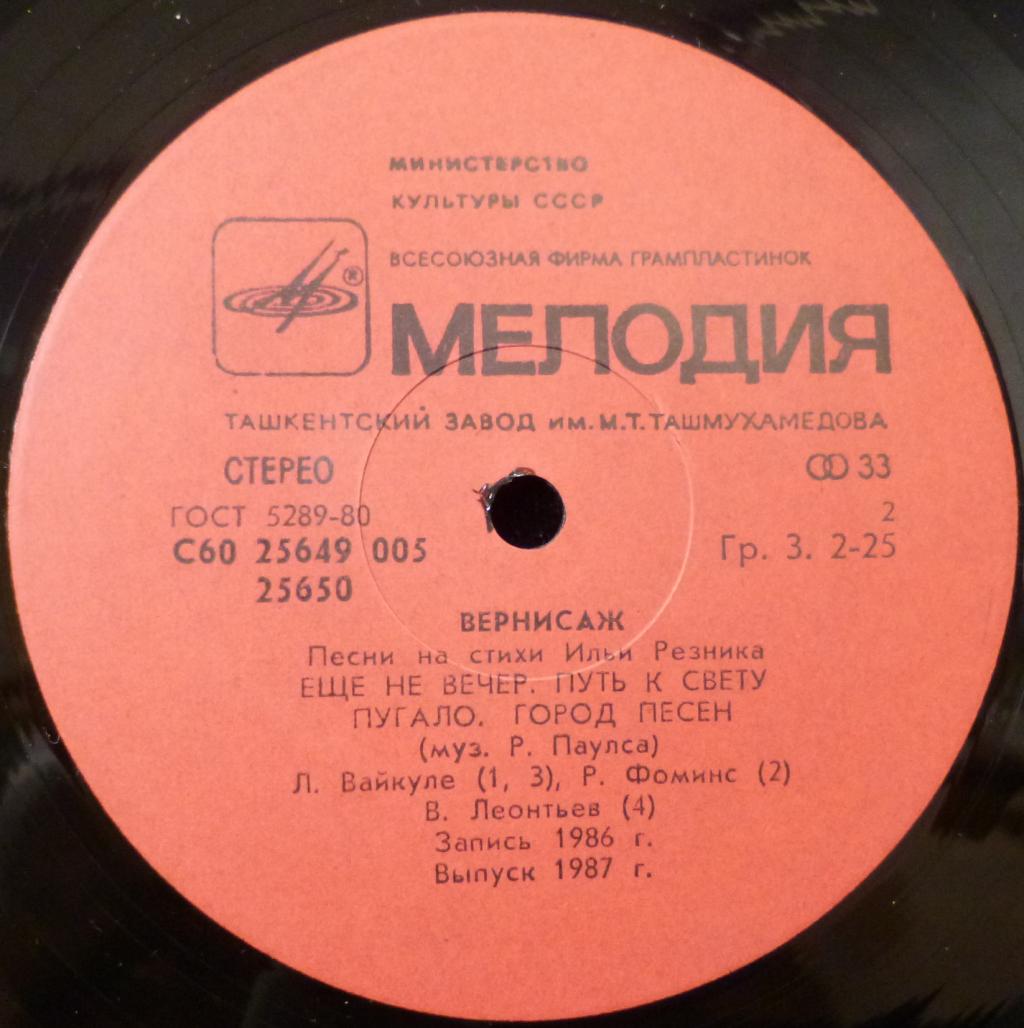 МИНИСТЕРСТВО
КУЛЬТУРЫ СССР
ВСЕСОЮЗНАЯ ФИРМА ГРАМПЛАСТИНОК
®
МЕЛОДИЯ
ТАШКЕНТСКИЙ ЗАВОД им. М.Т. ТАШМУХАМЕДОВА
СТЕРЕО 33
ГОСТ 5289-80 2
С60 25649 005 Гр. 3. 2-25
25650
ВЕРНИСАЖ
Песни на стихи Ильи Резника
ЕЩЕ НЕ ВЕЧЕР. ПУТЬ К СВЕТУ
ПУГАЛО. ГОРОД ПЕСЕН
(муз. Р. Паулса)
Л. Вайкуле (1, 3), Р. Фоминс (2)
В. Леонтьев (4)
Запись 1986 г.
Выпуск 1987 г.